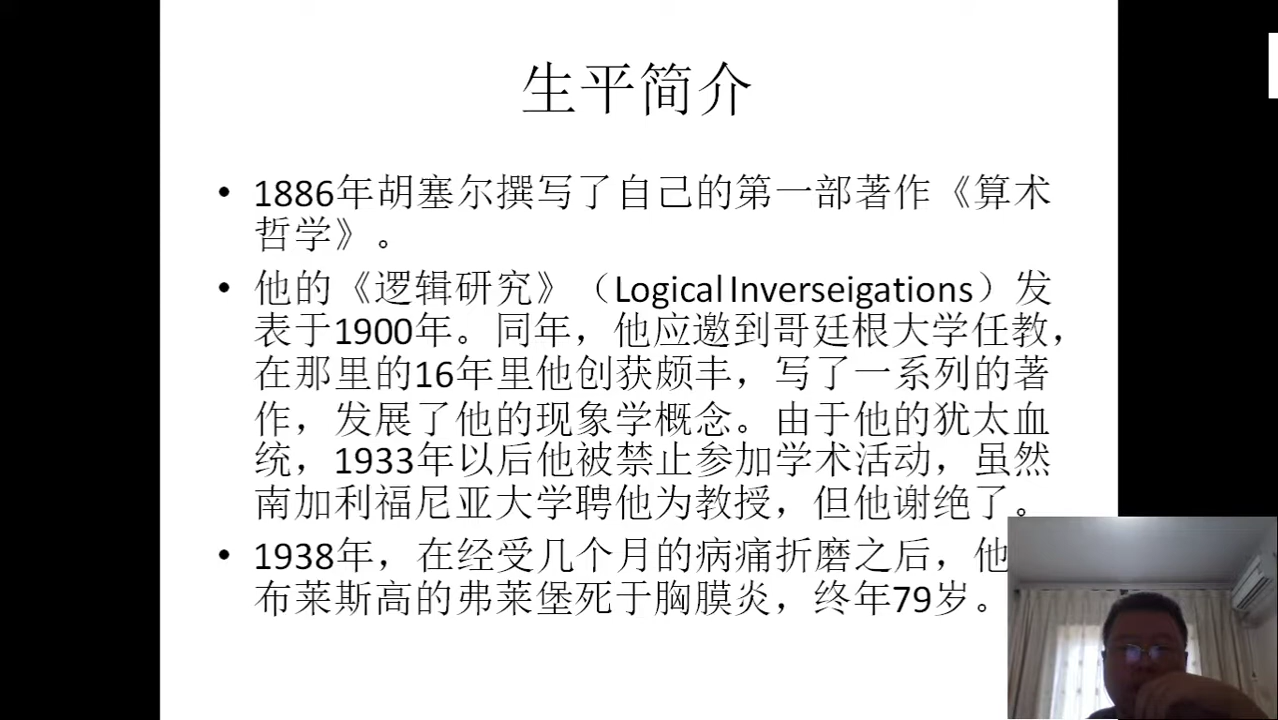 生平简介
• 1886年胡塞尔撰写了自己的第一部著作《算术
哲学》。
• 他的《逻辑研究》（Logical Inverseigations）发
表于1900年。同年，他应邀到哥廷根大学任教，
在那里的16年里他创获颇丰，写了一系列的著
作，发展了他的现象学概念。由于他的犹太血
统，1933年以后他被禁止参加学术活动，虽然
南加利福尼亚大学聘他为教授，但他谢绝了。
• 1938年，在经受几个月的病痛折磨之后，他
布莱斯高的弗莱堡死于胸膜炎，终年79岁。